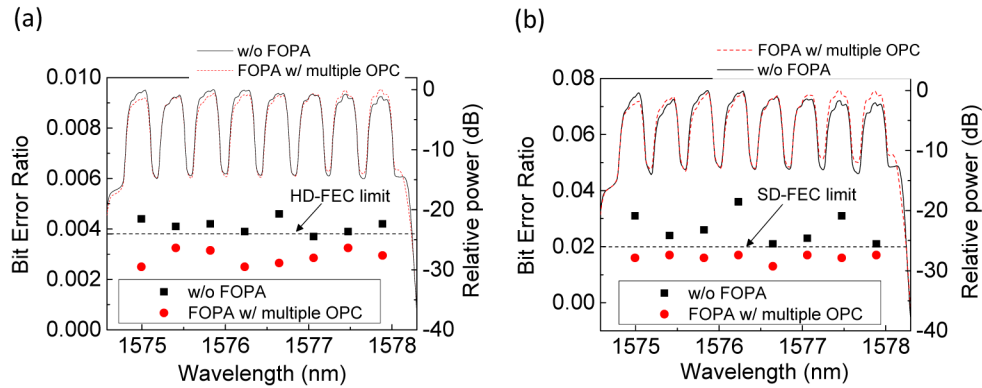 (a)
w/o FOPA
FOPA w/ multiple OPC
0.010
0.008
0.006
0.004
0.002
0.000
Bit Error Ratio
0
-10
-20
-30
-40
Relative power (dB)
HD-FEC limit
w/o FOPA
FOPA w/ multiple OPC
1575
1576
1577
1578
Wavelength (nm)
(b)
FOPA w/ multiple OPC
w/o FOPA
0.08
0.06
0.04
0.02
0.00
Bit Error Ratio
0
-10
-20
-30
-40
Relative power (dB)
SD-FEC limit
w/o FOPA
FOPA w/ multiple OPC
1575
1576
1577
1578
Wavelength (nm)